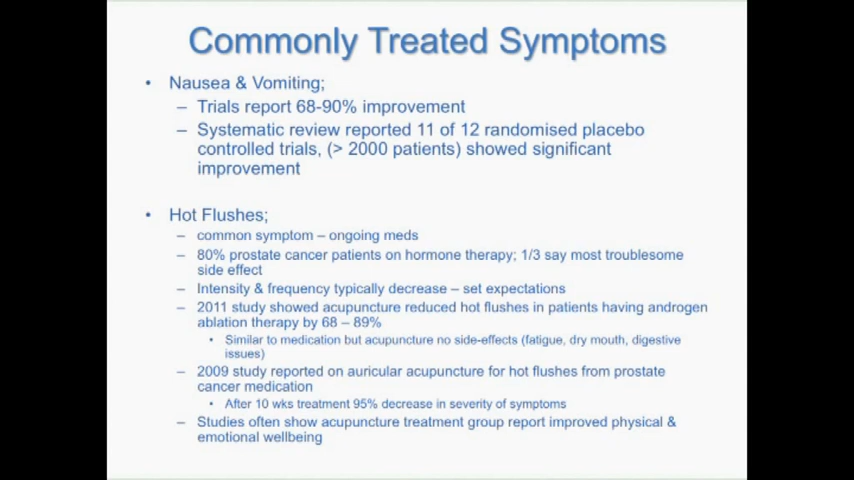 Commonly Treated Symptoms
• Nausea & Vomiting;
– Trials report 68-90% improvement
– Systematic review reported 11 of 12 randomised placebo
controlled trials, (> 2000 patients) showed significant
improvement
• Hot Flushes;
– common symptom – ongoing meds
– 80% prostate cancer patients on hormone therapy; 1/3 say most troublesome
side effect
– Intensity & frequency typically decrease – set expectations
– 2011 study showed acupuncture reduced hot flushes in patients having androgen
ablation therapy by 68 – 89%
• Similar to medication but acupuncture no side-effects (fatigue, dry mouth, digestive
issues)
– 2009 study reported on auricular acupuncture for hot flushes from prostate
cancer medication
• After 10 wks treatment 95% decrease in severity of symptoms
– Studies often show acupuncture treatment group report improved physical &
emotional wellbeing